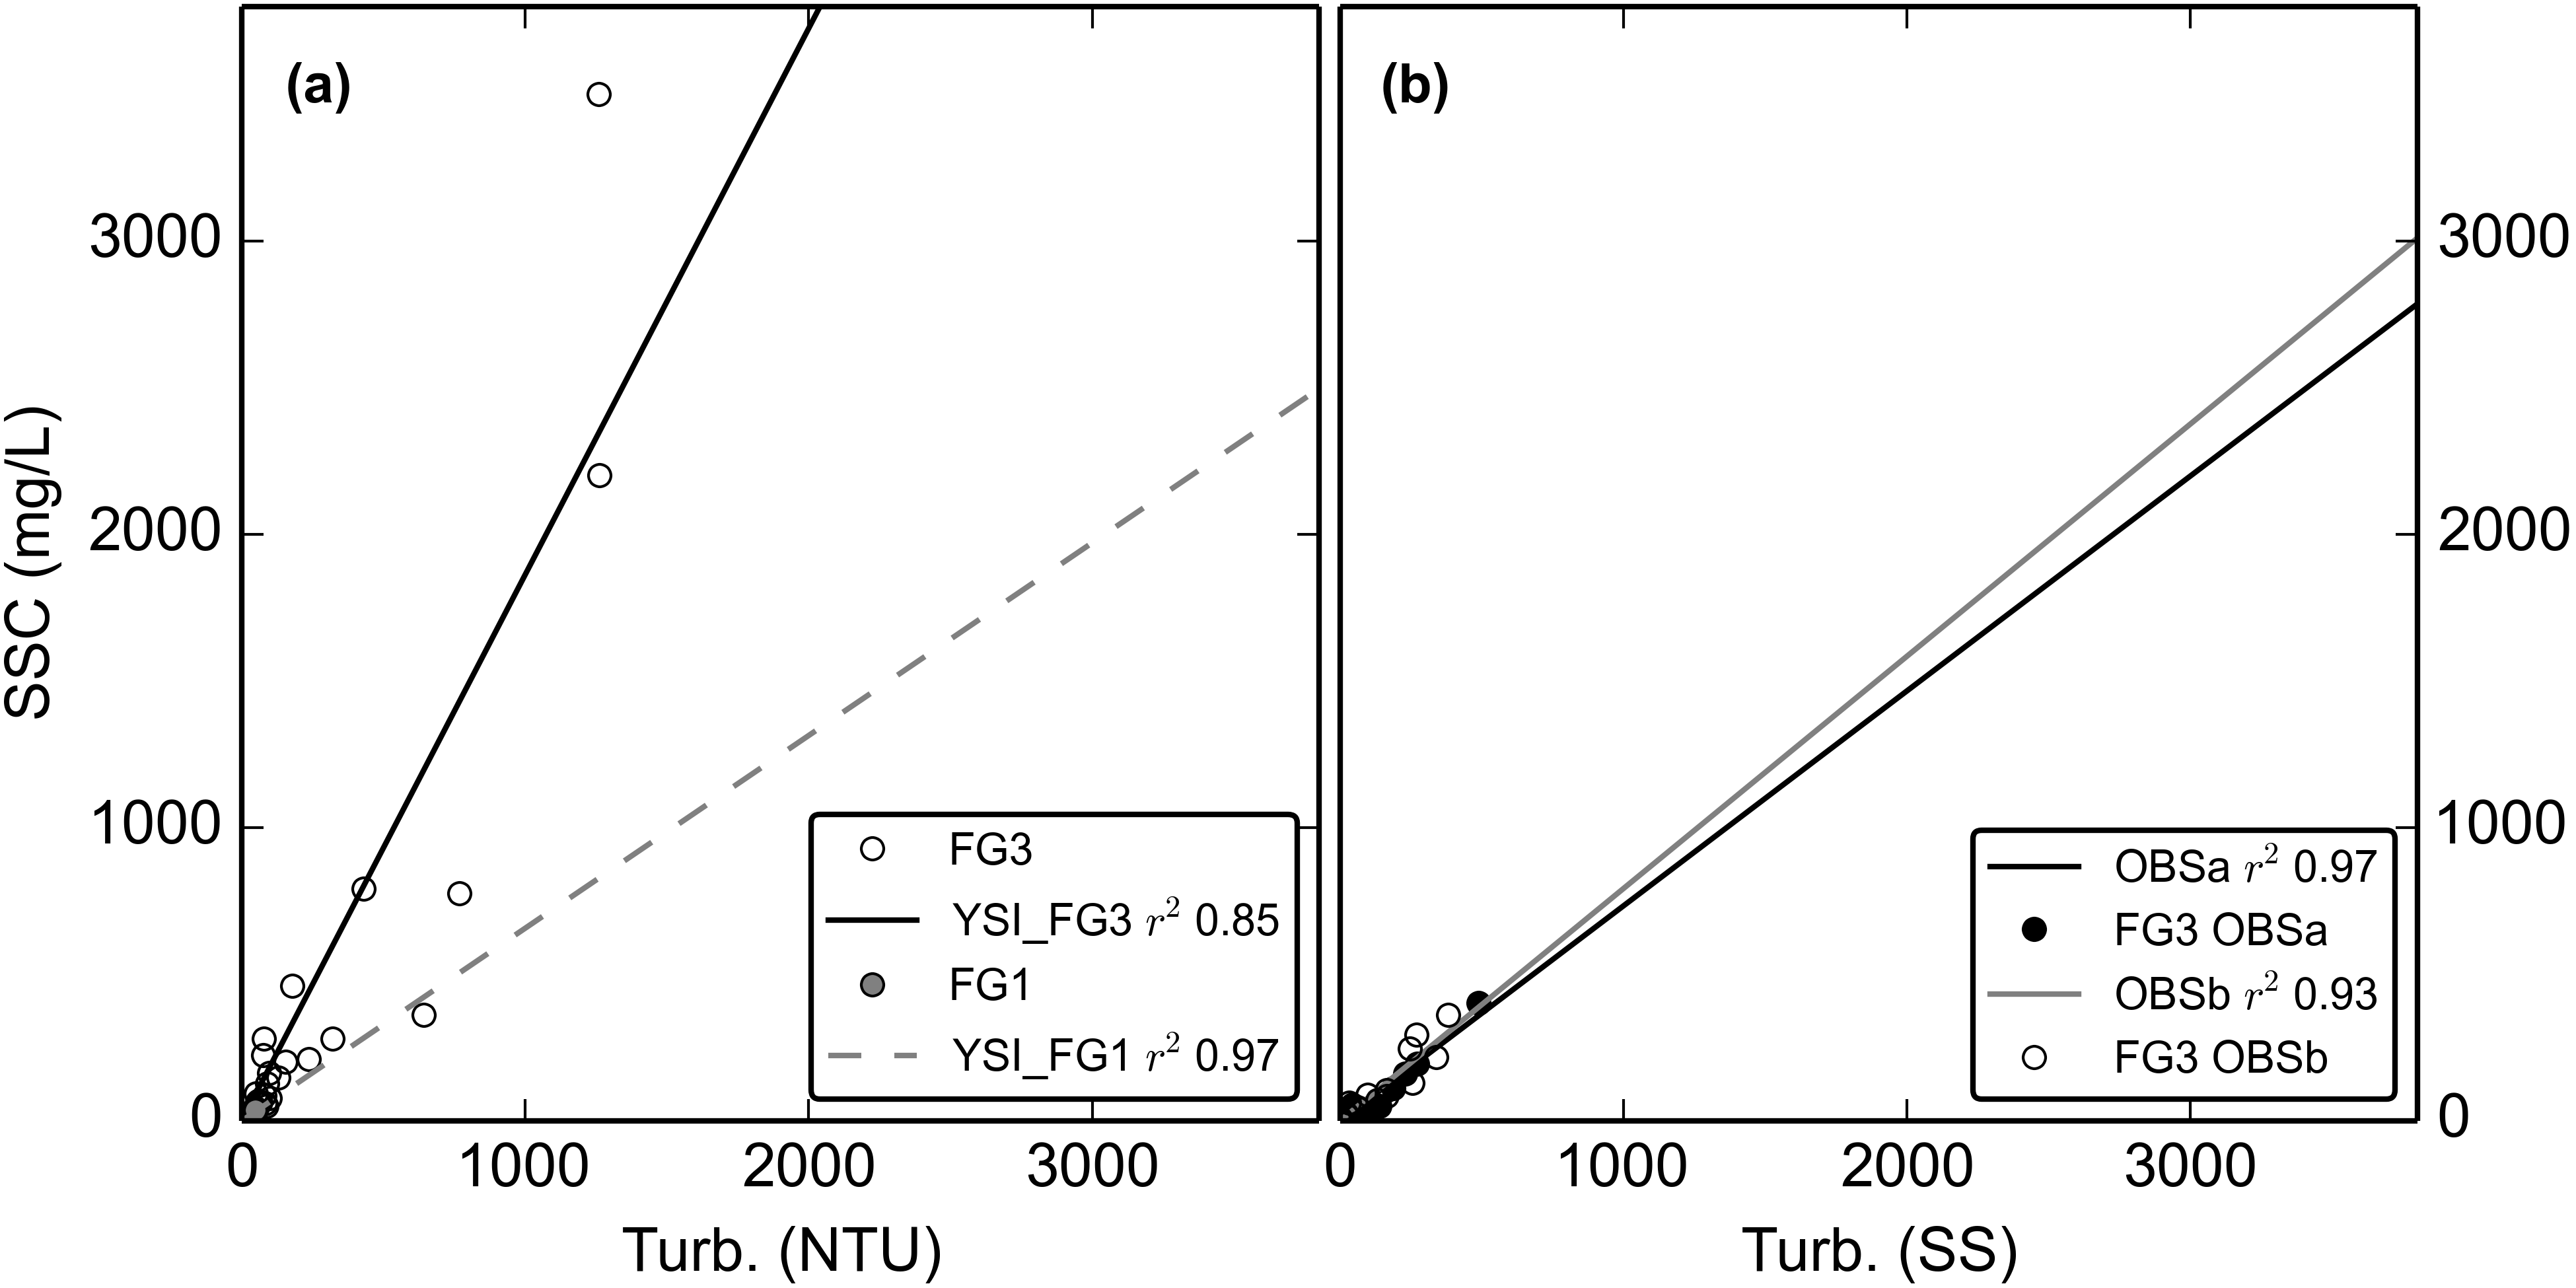 (a)
(b)
SSC (mg/L)
3000
2000
1000
0
0
1000
2000
3000
Turb. (NTU)
FG3
YSI_FG3 r² 0.85
FG1
YSI_FG1 r² 0.97
3000
2000
1000
0
0
1000
2000
3000
Turb. (SS)
OBSa r² 0.97
FG3 OBSa
OBSb r² 0.93
FG3 OBSb